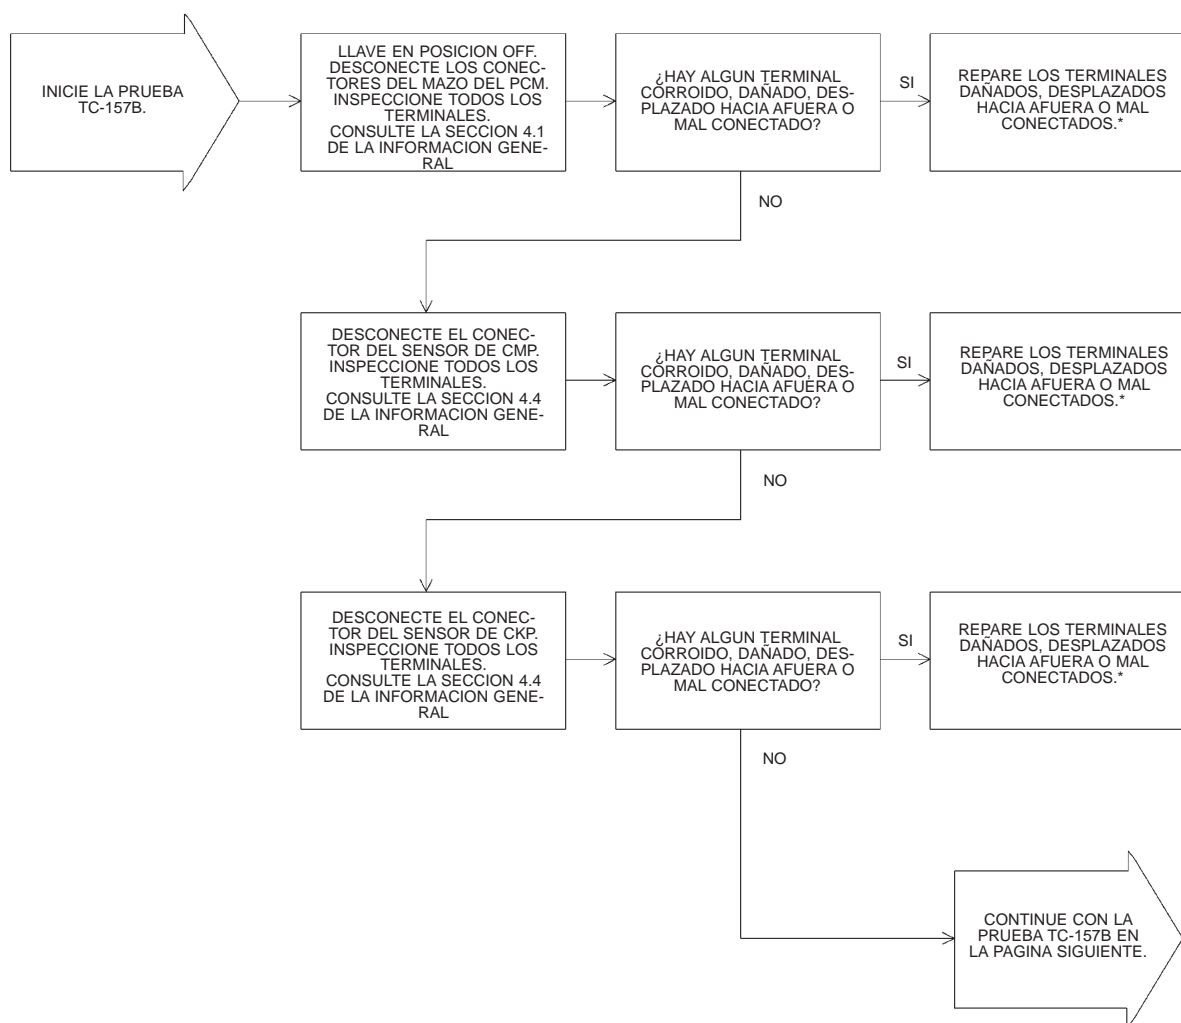 INICIE LA PRUEBA
TC-157B.
LLAVE EN POSICION OFF.
DESCONECTE LOS CONEC-
TORES DEL MAZO DEL PCM.
INSPECCIONE TODOS LOS
TERMINALES.
CONSULTE LA SECCION 4.1
DE LA INFORMACION GENE-
RAL
¿HAY ALGUN TERMINAL
CORROIDO, DAÑADO, DES-
PLAZADO HACIA AFUERA O
MAL CONECTADO?
SI
REPARE LOS TERMINALES
DAÑADOS, DESPLAZADOS
HACIA AFUERA O MAL
CONECTADOS.*
NO
DESCONECTE EL CONEC-
TOR DEL SENSOR DE CMP.
INSPECCIONE TODOS LOS
TERMINALES.
CONSULTE LA SECCION 4.4
DE LA INFORMACION GENE-
RAL
¿HAY ALGUN TERMINAL
CORROIDO, DAÑADO, DES-
PLAZADO HACIA AFUERA O
MAL CONECTADO?
SI
REPARE LOS TERMINALES
DAÑADOS, DESPLAZADOS
HACIA AFUERA O MAL
CONECTADOS.*
NO
DESCONECTE EL CONEC-
TOR DEL SENSOR DE CKP.
INSPECCIONE TODOS LOS
TERMINALES.
CONSULTE LA SECCION 4.4
DE LA INFORMACION GENE-
RAL
¿HAY ALGUN TERMINAL
CORROIDO, DAÑADO, DES-
PLAZADO HACIA AFUERA O
MAL CONECTADO?
SI
REPARE LOS TERMINALES
DAÑADOS, DESPLAZADOS
HACIA AFUERA O MAL
CONECTADOS.*
NO
CONTINUE CON LA
PRUEBA TC-157B EN
LA PAGINA SIGUIENTE.